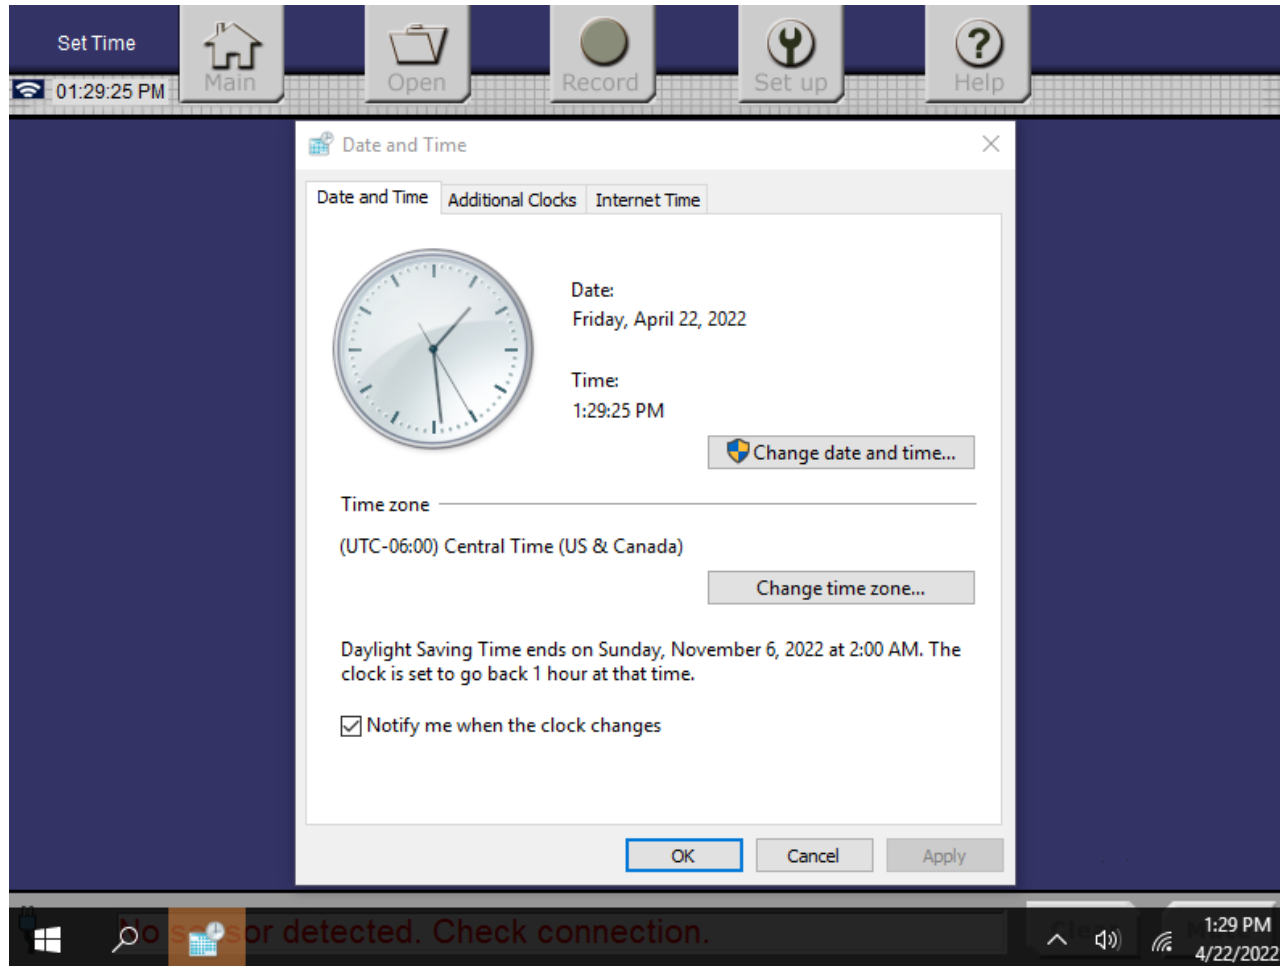 Set Time
Main
Open
Record
Set up
? Help
01:29:25 PM
Date and Time
Date and Time Additional Clocks Internet Time
Date:
Friday, April 22, 2022
Time:
1:29:25 PM
Change date and time...
Time zone
(UTC-06:00) Central Time (US & Canada)
Change time zone...
Daylight Saving Time ends on Sunday, November 6, 2022 at 2:00 AM. The
clock is set to go back 1 hour at that time.
Notify me when the clock changes
OK Cancel Apply
No sensor detected. Check connection.
1:29 PM
4/22/2022